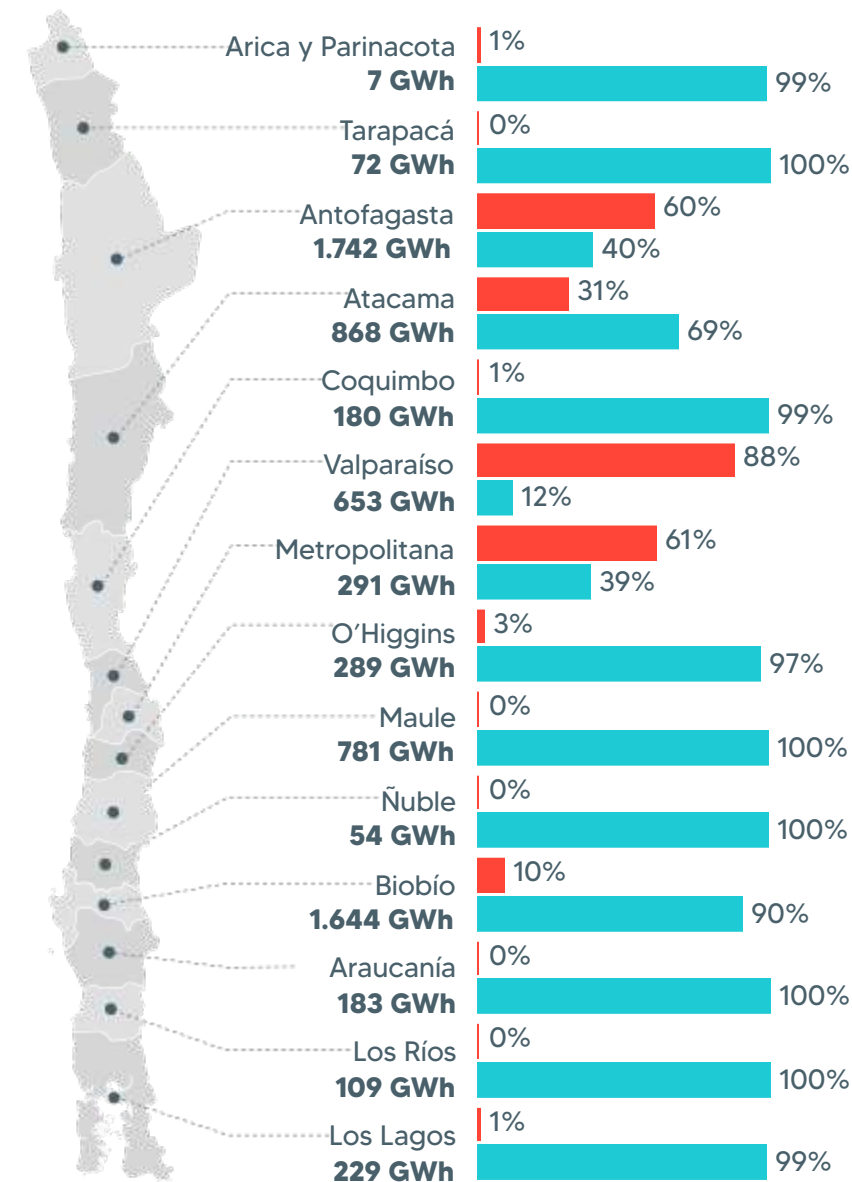 Arica y Parinacota
7 GWh
1%
99%
Tarapacá
72 GWh
0%
100%
Antofagasta
1.742 GWh
60%
40%
Atacama
868 GWh
31%
69%
Coquimbo
180 GWh
1%
99%
Valparaíso
653 GWh
88%
12%
Metropolitana
291 GWh
61%
39%
O'Higgins
289 GWh
3%
97%
Maule
781 GWh
0%
100%
Ñuble
54 GWh
0%
100%
Biobío
1.644 GWh
10%
90%
Araucanía
183 GWh
0%
100%
Los Ríos
109 GWh
0%
100%
Los Lagos
229 GWh
1%
99%